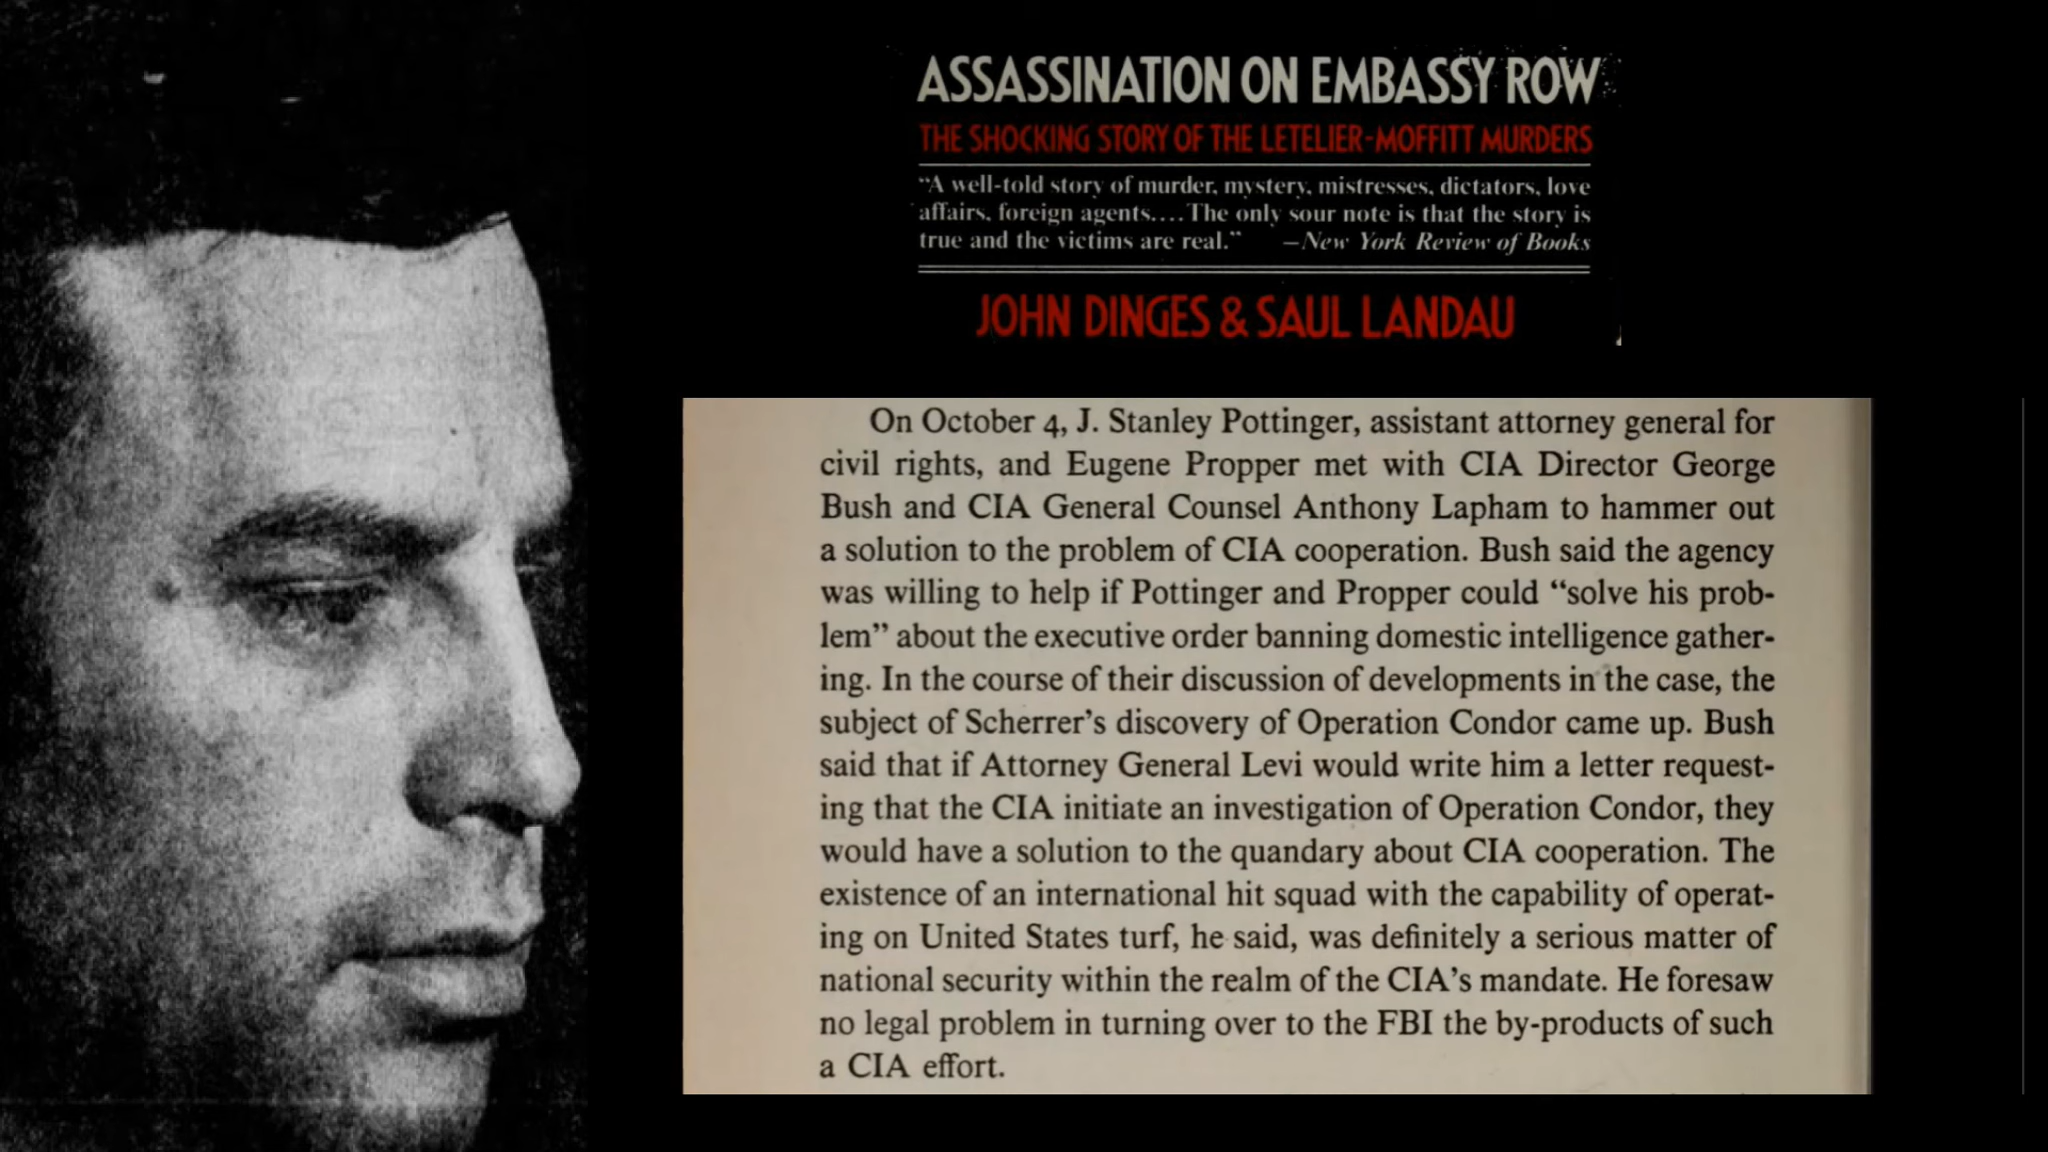 ASSASSINATION ON EMBASSY ROW
THE SHOCKING STORY OF THE LETELIER-MOFFITT MURDERS
“A well-told story of murder, mystery, mistresses, dictators, love
affairs, foreign agents....The only sour note is that the story is
true and the victims are real.” —New York Review of Books
JOHN DINGES & SAUL LANDAU
On October 4, J. Stanley Pottinger, assistant attorney general for
civil rights, and Eugene Propper met with CIA Director George
Bush and CIA General Counsel Anthony Lapham to hammer out
a solution to the problem of CIA cooperation. Bush said the agency
was willing to help if Pottinger and Propper could “solve his prob-
lem” about the executive order banning domestic intelligence gather-
ing. In the course of their discussion of developments in the case, the
subject of Scherrer’s discovery of Operation Condor came up. Bush
said that if Attorney General Levi would write him a letter request-
ing that the CIA initiate an investigation of Operation Condor, they
would have a solution to the quandary about CIA cooperation. The
existence of an international hit squad with the capability of operat-
ing on United States turf, he said, was definitely a serious matter of
national security within the realm of the CIA’s mandate. He foresaw
no legal problem in turning over to the FBI the by-products of such
a CIA effort.